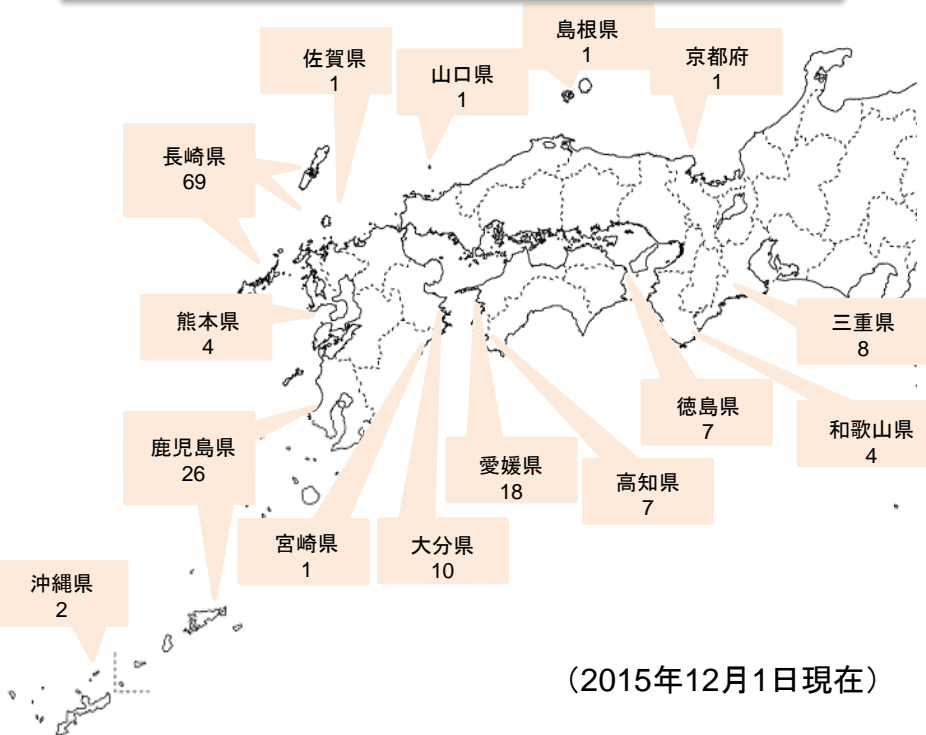 島根県
1
佐賀県
1
山口県
1
京都府
1
長崎県
69
熊本県
4
三重県
8
徳島県
7
和歌山県
4
鹿児島県
26
愛媛県
18
高知県
7
宮崎県
1
大分県
10
沖縄県
2
（2015年12月1日現在）